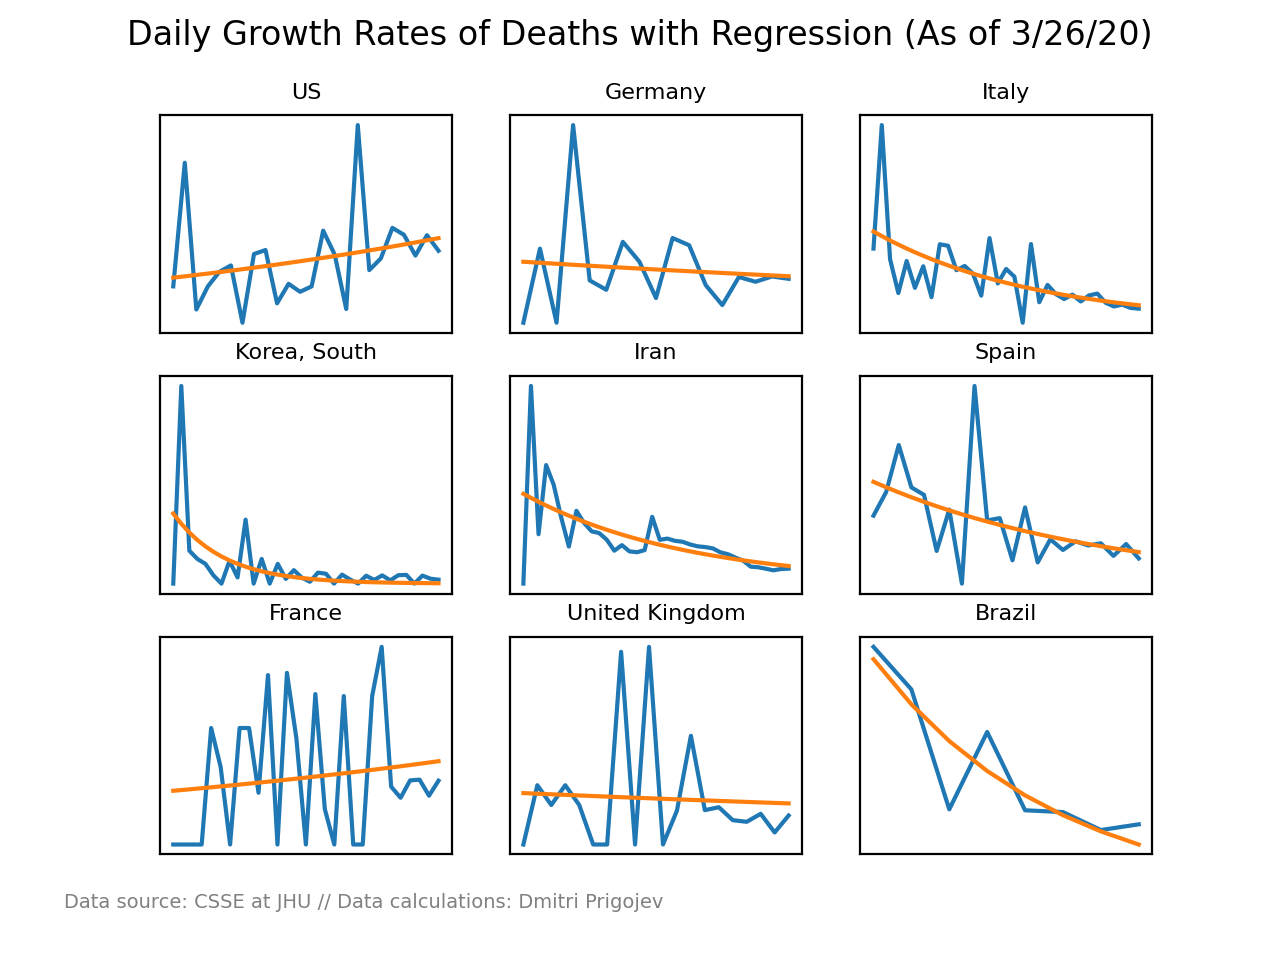 Daily Growth Rates of Deaths with Regression (As of 3/26/20)
US
Germany
Italy
Korea, South
Iran
Spain
France
United Kingdom
Brazil
Data source: CSSE at JHU // Data calculations: Dmitri Prigojev